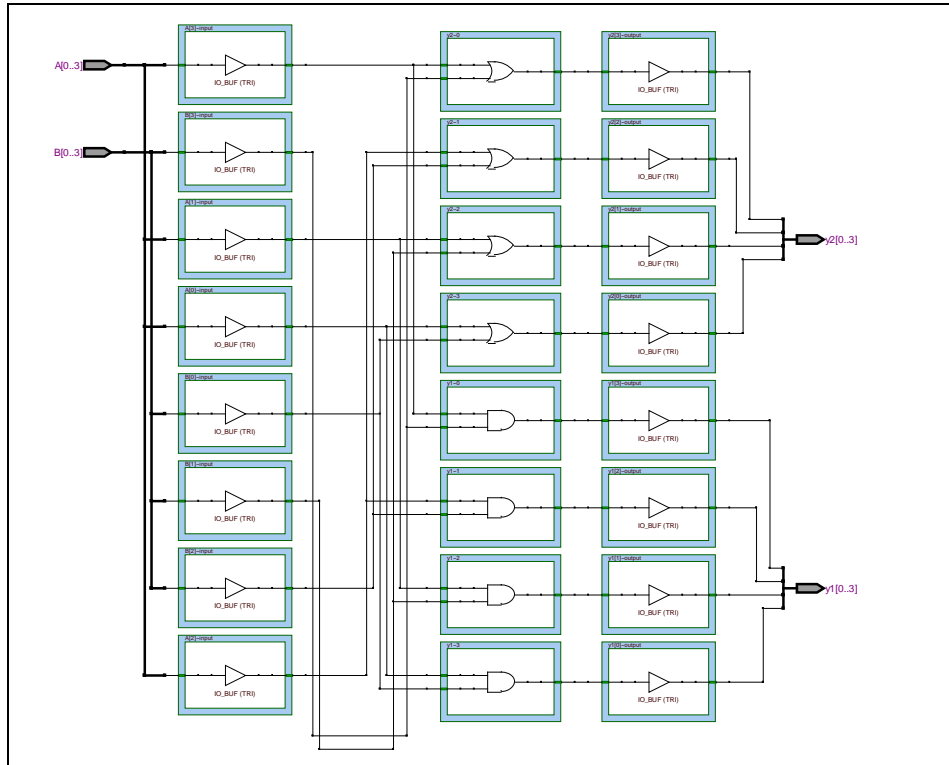 A[3]~input
IO_BUF (TRI)
y2~0
y2[3]~output
IO_BUF (TRI)
A[0..3]
B[3]~input
IO_BUF (TRI)
y2~1
y2[2]~output
IO_BUF (TRI)
B[0..3]
A[1]~input
IO_BUF (TRI)
y2~2
y2[1]~output
IO_BUF (TRI)
y2[0..3]
A[0]~input
IO_BUF (TRI)
y2~3
y2[0]~output
IO_BUF (TRI)
B[0]~input
IO_BUF (TRI)
y1~0
y1[3]~output
IO_BUF (TRI)
B[1]~input
IO_BUF (TRI)
y1~1
y1[2]~output
IO_BUF (TRI)
B[2]~input
IO_BUF (TRI)
y1~2
y1[1]~output
IO_BUF (TRI)
y1[0..3]
A[2]~input
IO_BUF (TRI)
y1~3
y1[0]~output
IO_BUF (TRI)